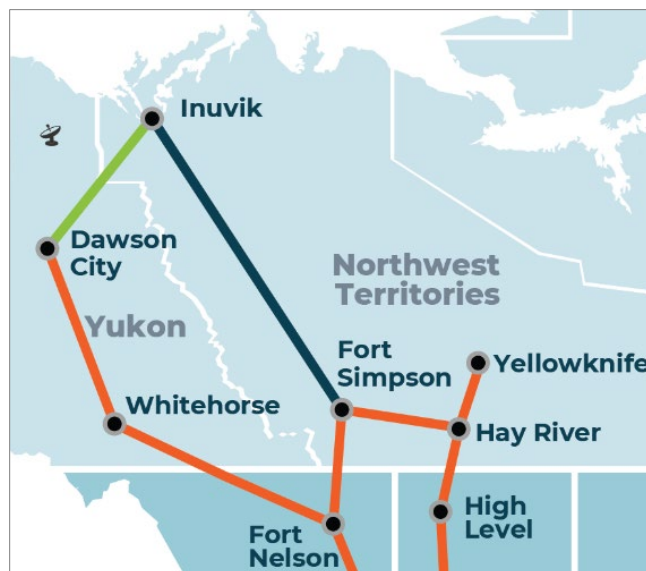 Inuvik
Dawson
City
Northwest
Territories
Yukon
Fort
Simpson
Yellowknife
Whitehorse
Hay River
High
Level
Fort
Nelson